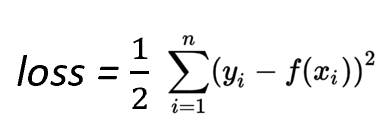 loss = 1/2 ∑_{i=1}^{n} (y_i − f(x_i))^2